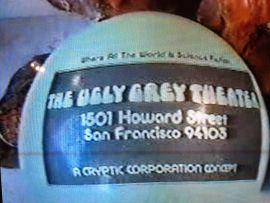 Where All The World Is Science Fiction
THE UGLY GREY THEATER
1501 Howard Street
San Francisco 94103
A CRYPTIC CORPORATION CONCEPT